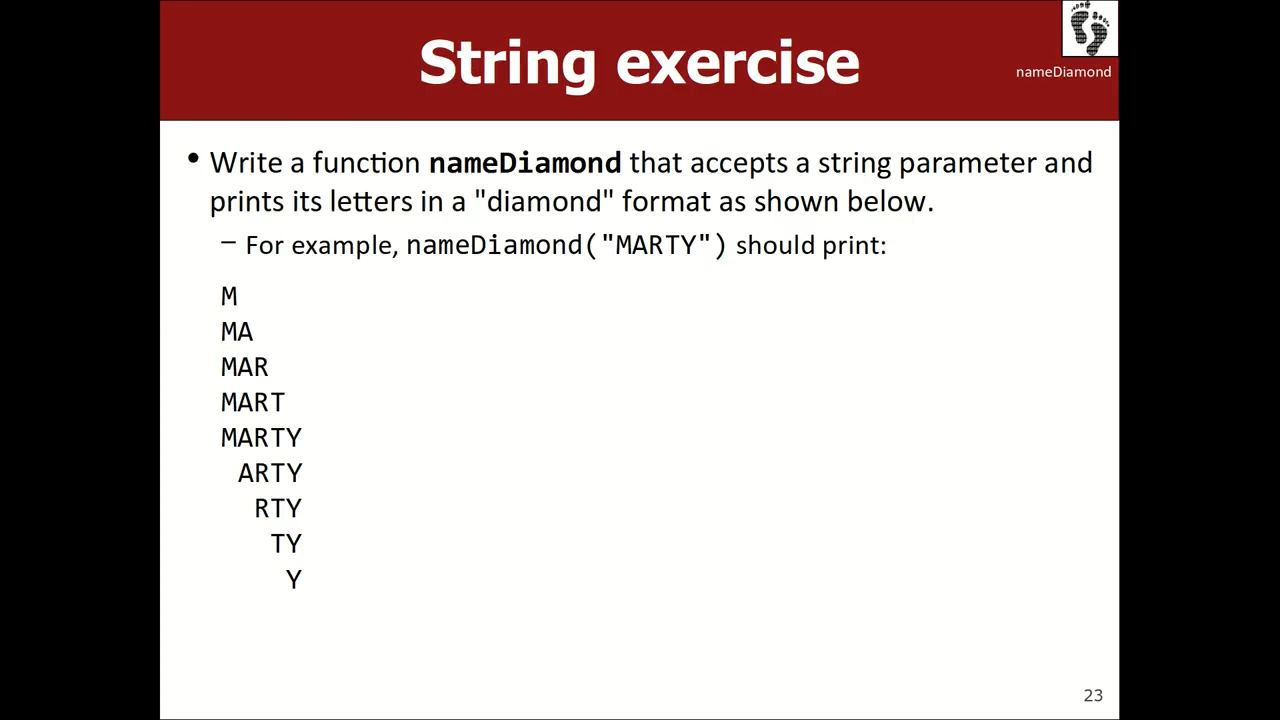 String exercise
nameDiamond
• Write a function nameDiamond that accepts a string parameter and
prints its letters in a "diamond" format as shown below.
– For example, nameDiamond("MARTY") should print:
M
MA
MAR
MART
MARTY
 ARTY
  RTY
   TY
    Y
23